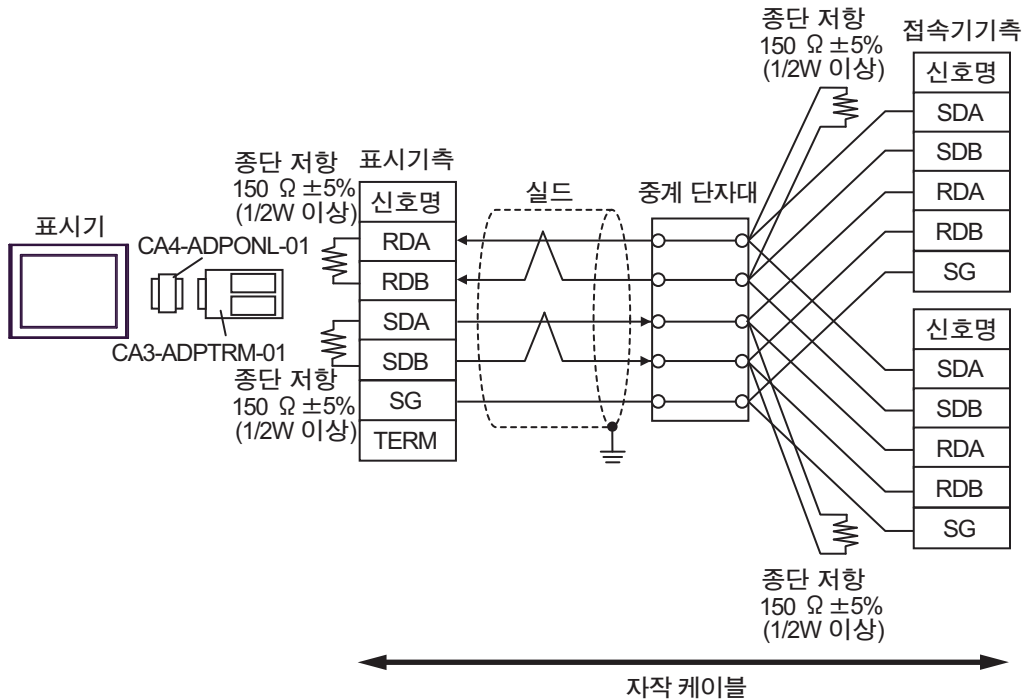 종단 저항
150 Ω ±5%
(1/2W 이상)
접속기기측
신호명
SDA
SDB
RDA
RDB
SG
종단 저항
150 Ω ±5%
(1/2W 이상)
표시기측
신호명
RDA
RDB
SDA
SDB
SG
TERM
실드
중계 단자대
표시기
CA4-ADPONL-01
CA3-ADPTRM-01
종단 저항
150 Ω ±5%
(1/2W 이상)
신호명
SDA
SDB
RDA
RDB
SG
종단 저항
150 Ω ±5%
(1/2W 이상)
자작 케이블